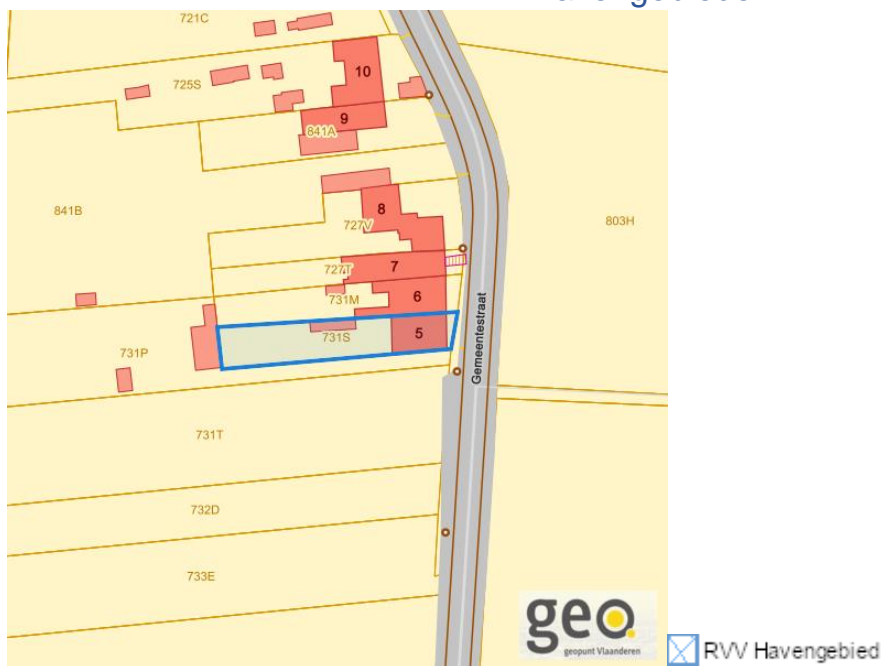 721C
10
725S
9
841A
841B
8
803H
727V
727T
7
731M
6
731S
5
731P
Gemeentestraat
731T
732D
733E
geo
geopunt Vlaanderen
RVV Havengebied